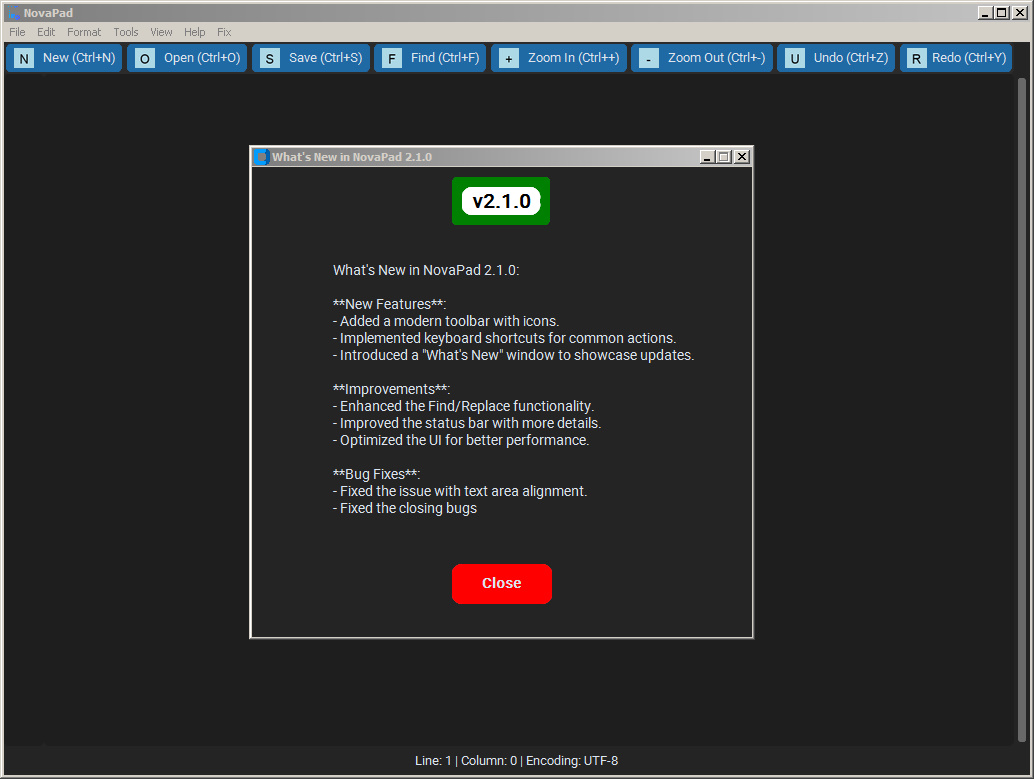 NovaPad
File Edit Format Tools View Help Fix
N New (Ctrl+N) O Open (Ctrl+O) S Save (Ctrl+S) F Find (Ctrl+F) + Zoom In (Ctrl++) - Zoom Out (Ctrl+-) U Undo (Ctrl+Z) R Redo (Ctrl+Y)
What's New in NovaPad 2.1.0
v2.1.0
What's New in NovaPad 2.1.0:
**New Features**:
- Added a modern toolbar with icons.
- Implemented keyboard shortcuts for common actions.
- Introduced a "What's New" window to showcase updates.
**Improvements**:
- Enhanced the Find/Replace functionality.
- Improved the status bar with more details.
- Optimized the UI for better performance.
**Bug Fixes**:
- Fixed the issue with text area alignment.
- Fixed the closing bugs
Close
Line: 1 | Column: 0 | Encoding: UTF-8